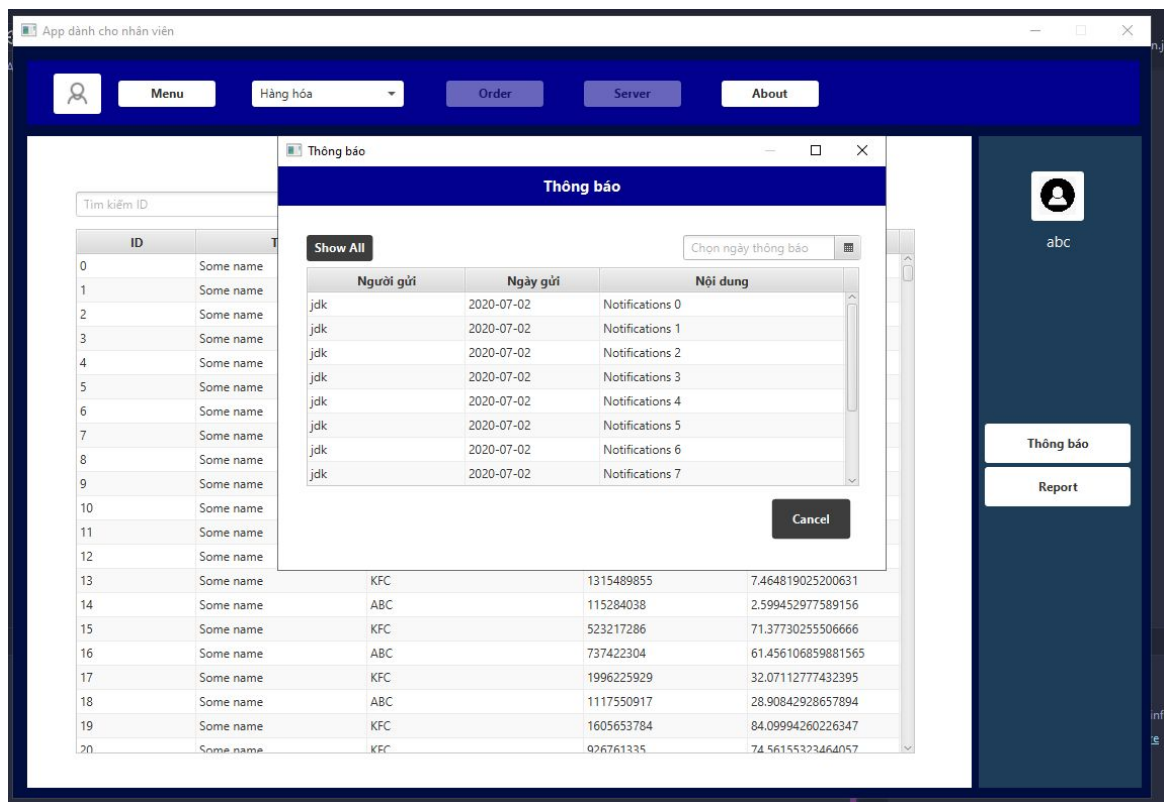 App dành cho nhân viên
n.j
Menu Hàng hóa Order Server About
Thông báo
Thông báo
Tìm kiếm ID
abc
Show All Chọn ngày thông báo
ID T
Người gửi Ngày gửi Nội dung
0 Some name
1 Some name
2 Some name
3 Some name
4 Some name
5 Some name
6 Some name
7 Some name
8 Some name
9 Some name
10 Some name
11 Some name
12 Some name
jdk 2020-07-02 Notifications 0
jdk 2020-07-02 Notifications 1
jdk 2020-07-02 Notifications 2
jdk 2020-07-02 Notifications 3
jdk 2020-07-02 Notifications 4
jdk 2020-07-02 Notifications 5
jdk 2020-07-02 Notifications 6
jdk 2020-07-02 Notifications 7
Cancel
Thông báo
Report
13 Some name KFC 1315489855 7.464819025200631
14 Some name ABC 115284038 2.599452977589156
15 Some name KFC 523217286 71.37730255506666
16 Some name ABC 737422304 61.456106859881565
17 Some name KFC 1996225929 32.07112777432395
18 Some name ABC 1117550917 28.90842928657894
19 Some name KFC 1605653784 84.09994260226347
20 Some name KFC 926761335 74.56155323464057
inf